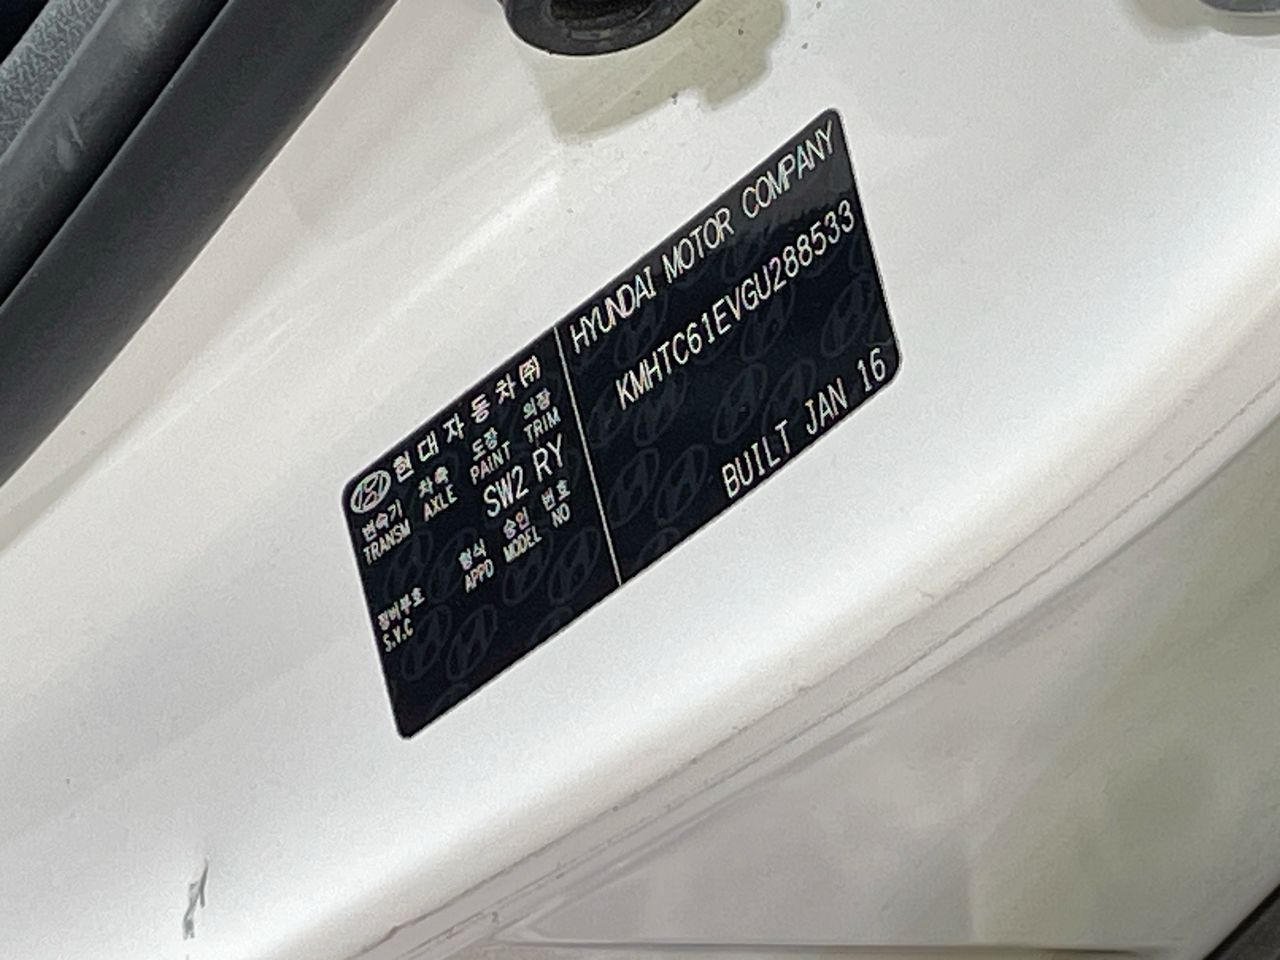 현대자동차㈜
변속기 차축 도장 외장
TRANSM AXLE PAINT TRIM
SW2 RY
형식 승인 번호
APPD MODEL NO
정비부호
S.V.C
HYUNDAI MOTOR COMPANY
KMHTC61EVGU288533
BUILT JAN 16